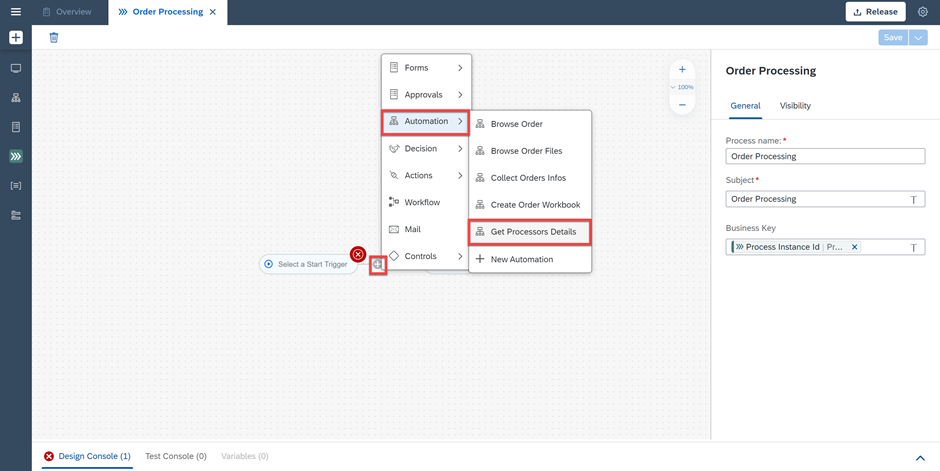 Overview
Order Processing
Release
Save
Forms
Approvals
Automation
Decision
Actions
Workflow
Mail
Controls
Browse Order
Browse Order Files
Collect Orders Infos
Create Order Workbook
Get Processors Details
New Automation
Select a Start Trigger
100%
Order Processing
General
Visibility
Process name:*
Order Processing
Subject*
Order Processing
Business Key
Process Instance Id | Pr...
Design Console (1)
Test Console (0)
Variables (0)